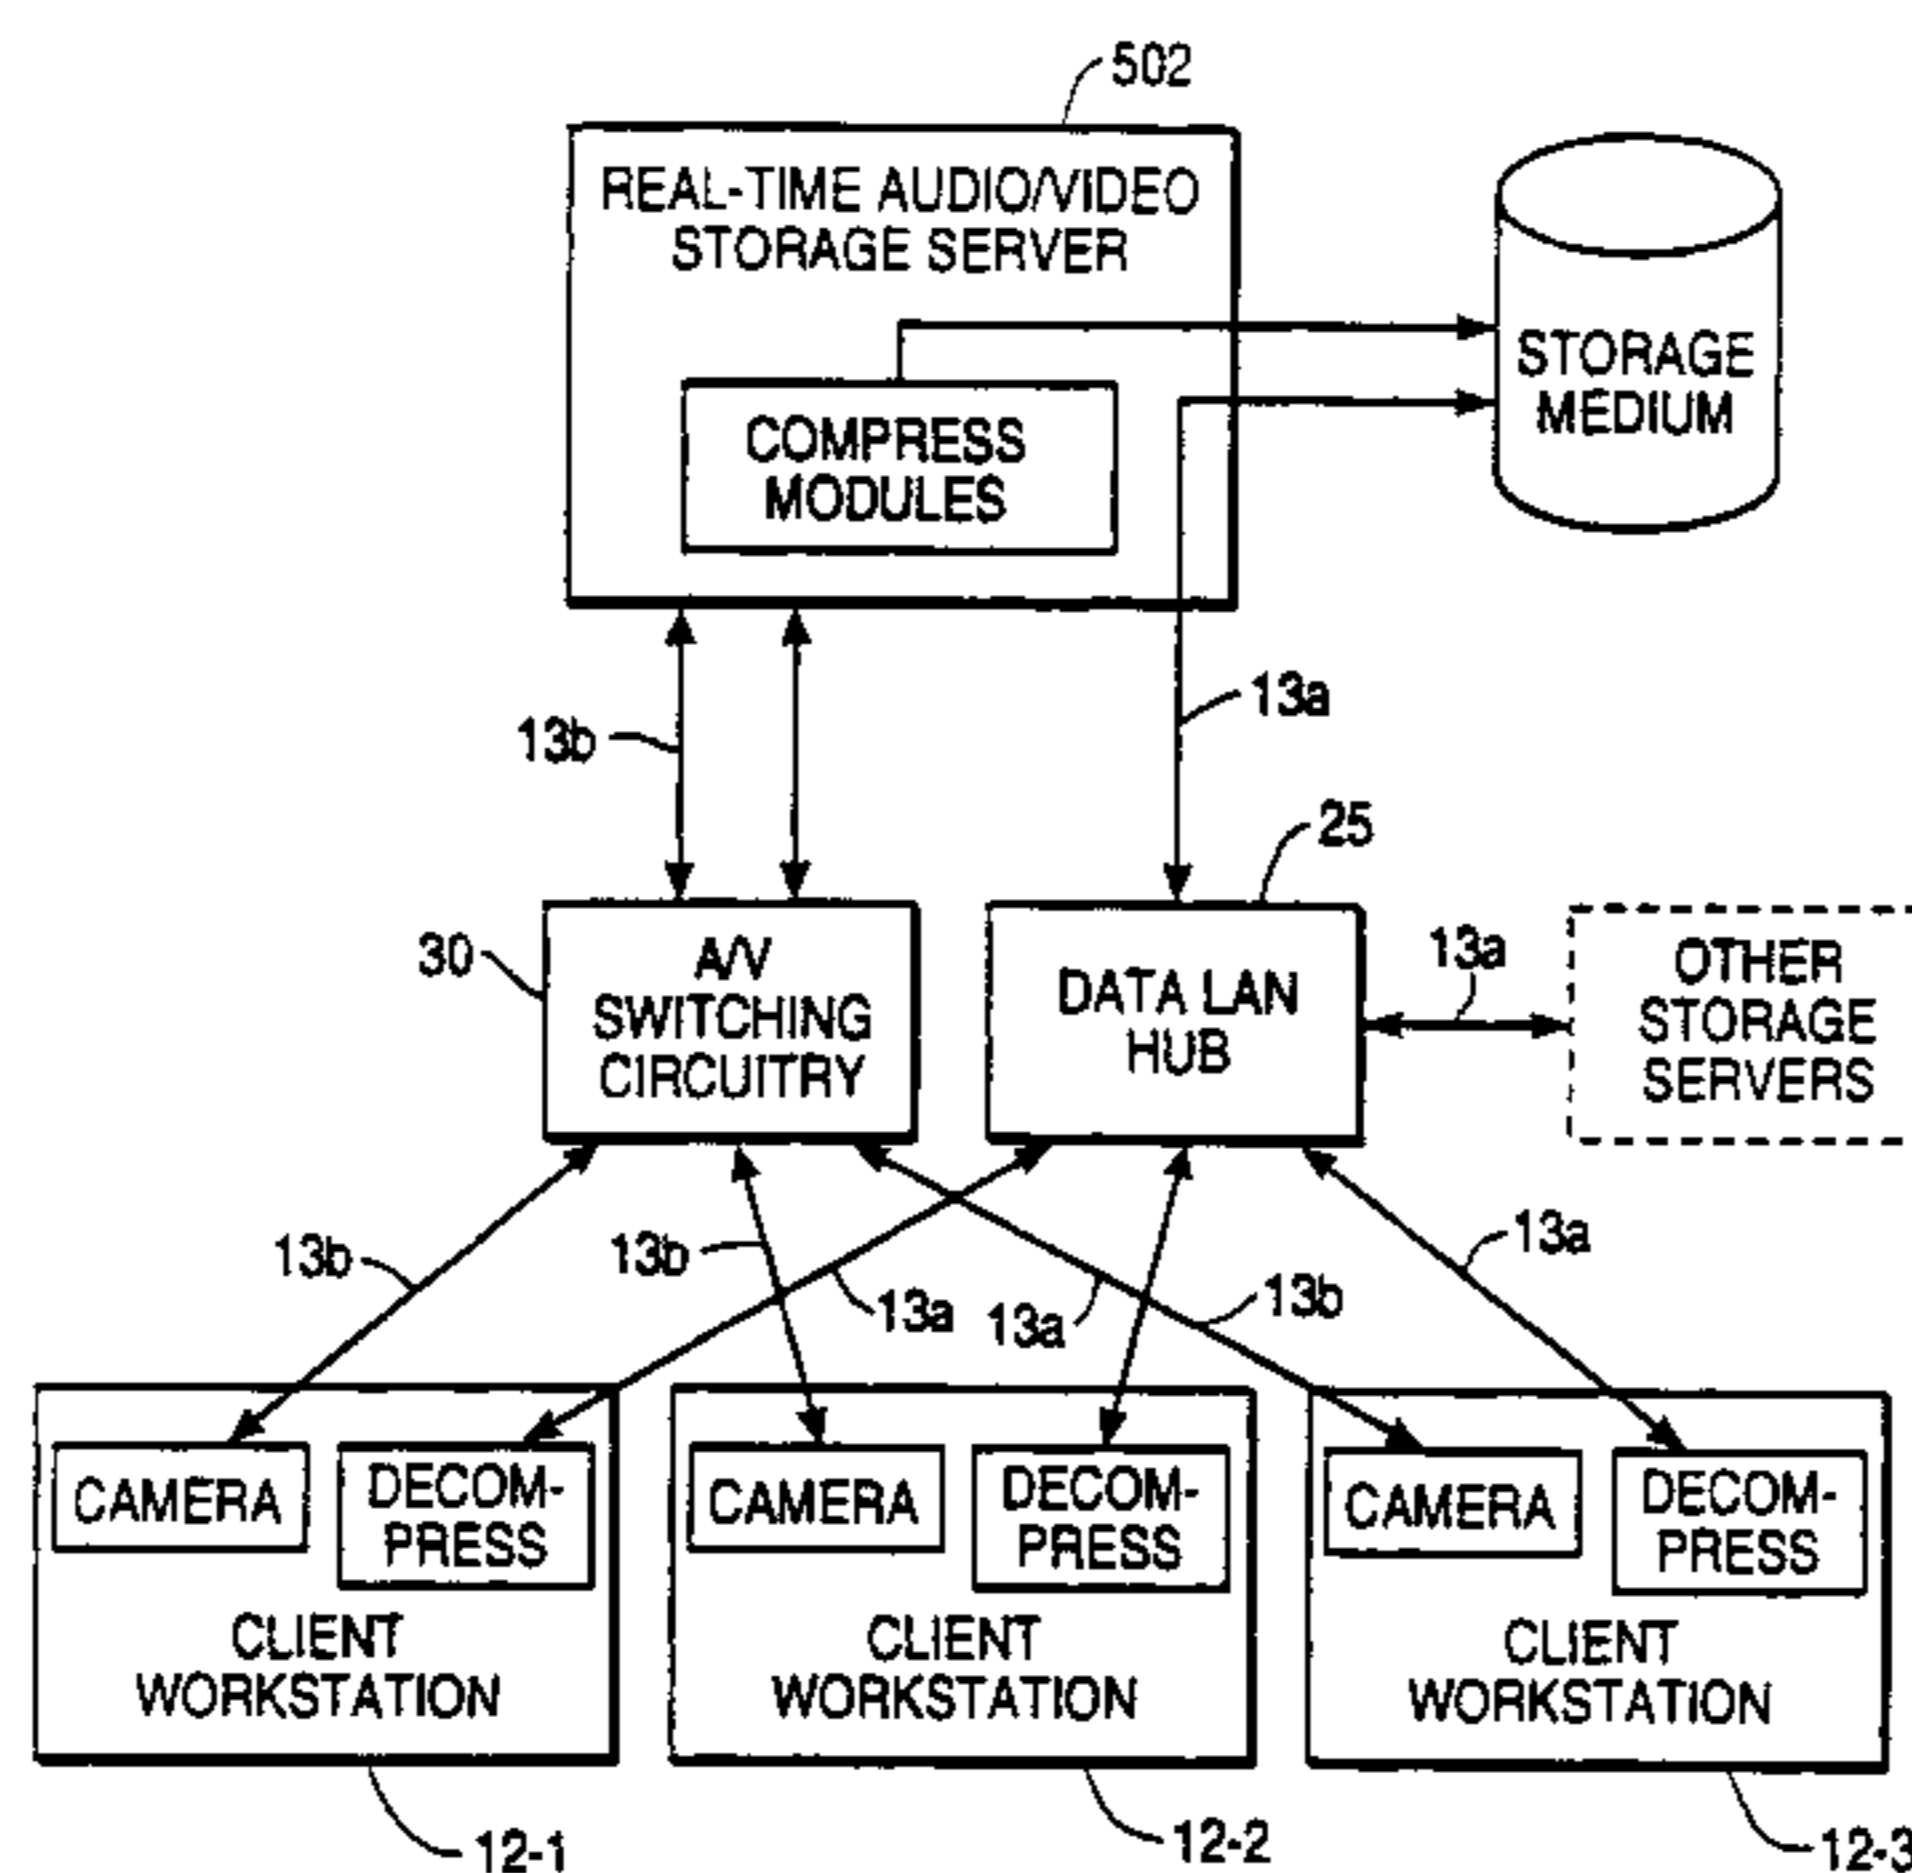 502
REAL-TIME AUDIO/VIDEO
STORAGE SERVER
STORAGE
MEDIUM
COMPRESS
MODULES
13b
13a
25
30
A/V
SWITCHING
CIRCUITRY
DATA LAN
HUB
13a
OTHER
STORAGE
SERVERS
13b
13b
13a
13a
13b
13a
CAMERA
DECOM-
PRESS
CLIENT
WORKSTATION
CAMERA
DECOM-
PRESS
CLIENT
WORKSTATION
CAMERA
DECOM-
PRESS
CLIENT
WORKSTATION
12-1
12-2
12-3